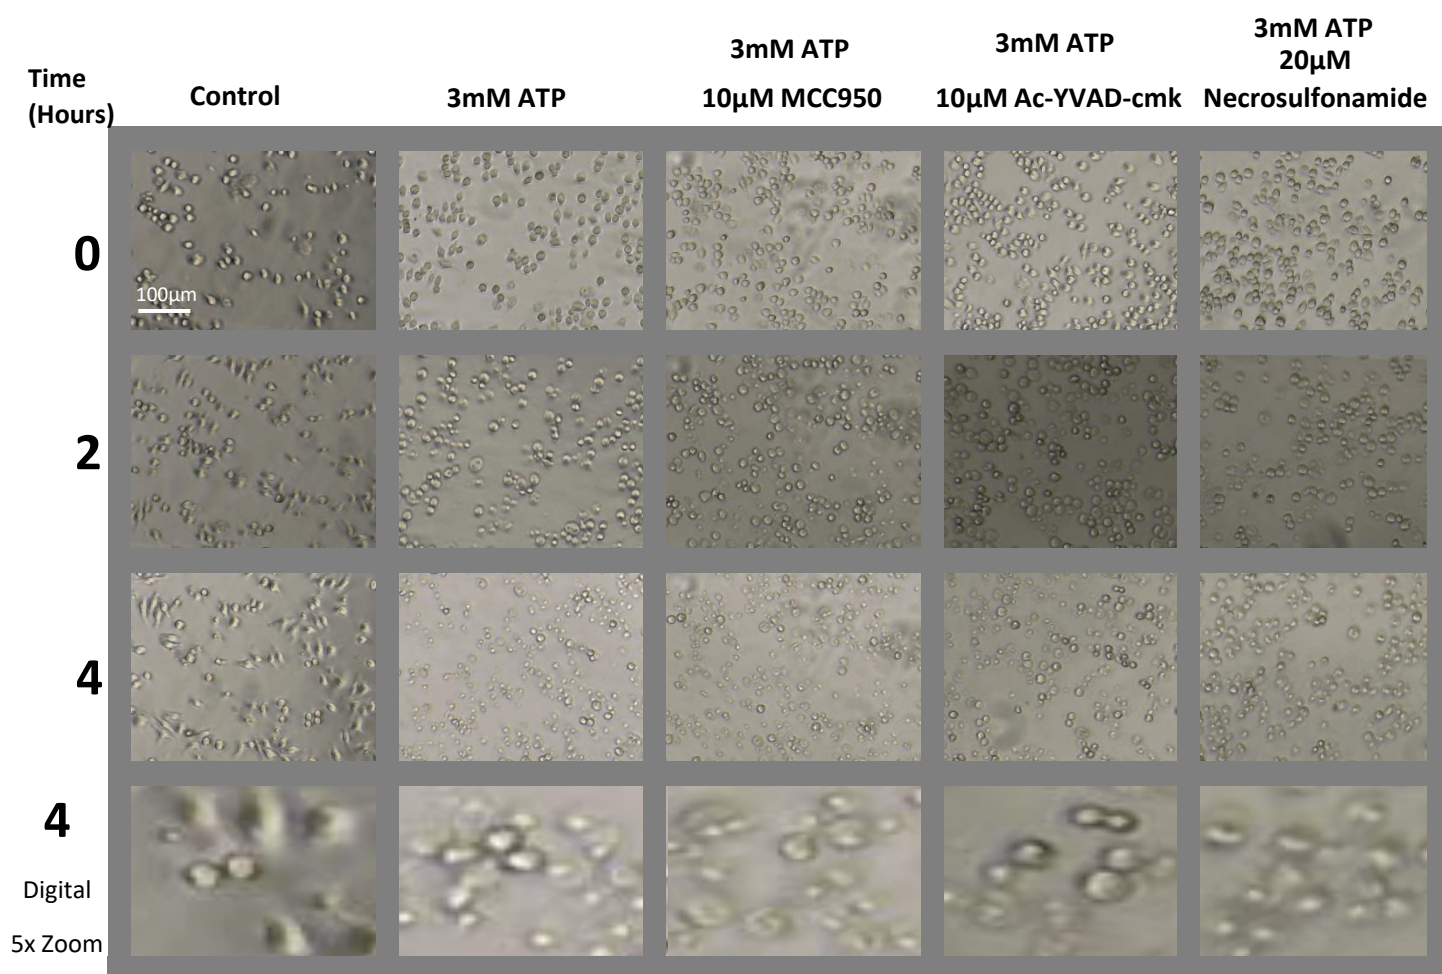 Time
(Hours)
Control
3mM ATP
3mM ATP
10µM MCC950
3mM ATP
10µM Ac-YVAD-cmk
3mM ATP
20µM
Necrosulfonamide
0
100µm
2
4
4
Digital
5x Zoom